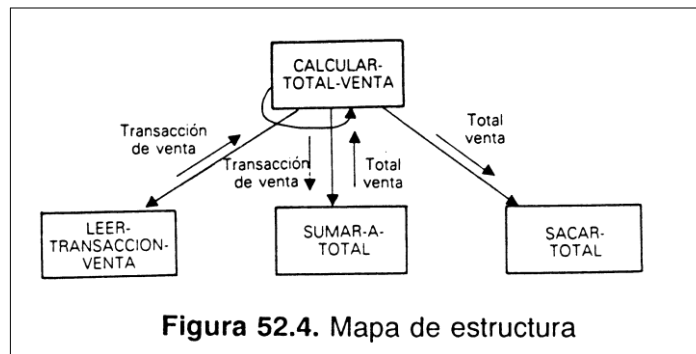 CALCULAR-
TOTAL-VENTA
Transacción
de venta
Transacción
de venta
Total
venta
Total
venta
LEER-
TRANSACCION-
VENTA
SUMAR-A-
TOTAL
SACAR-
TOTAL
Figura 52.4. Mapa de estructura